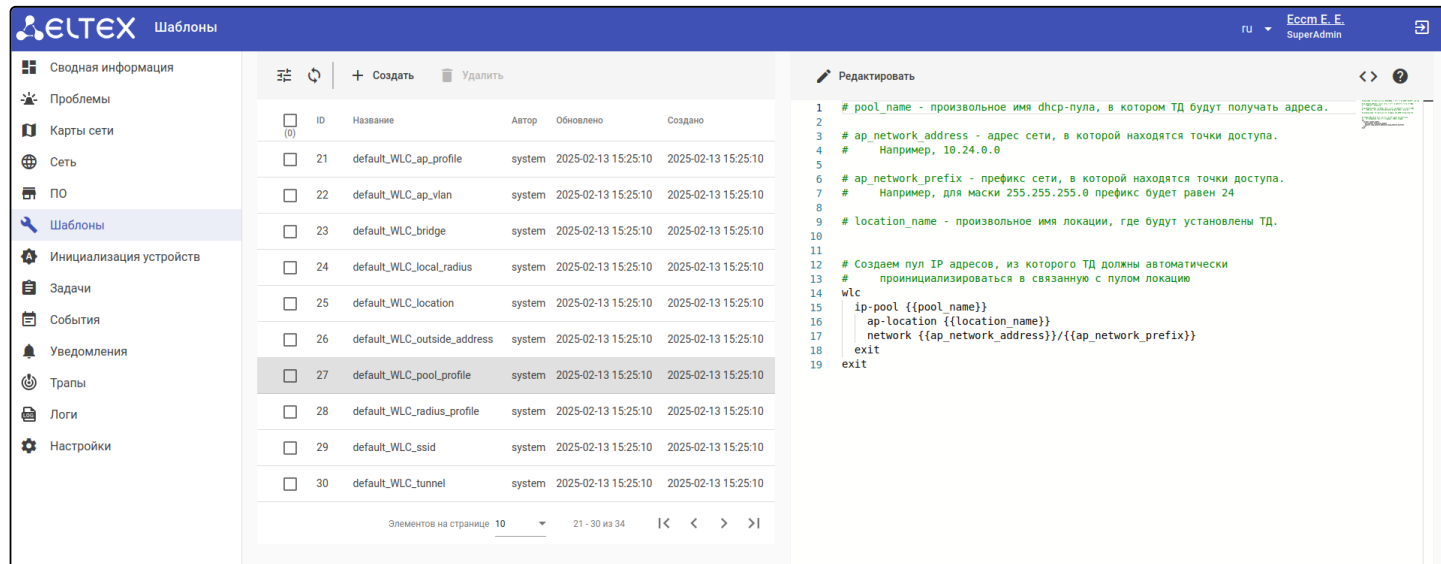 ELTEX Шаблоны
ru
Eccm E. E.
SuperAdmin
Сводная информация
Проблемы
Карты сети
Сеть
ПО
Шаблоны
Инициализация устройств
Задачи
События
Уведомления
Трапы
Логи
Настройки
Создать Удалить
(0) ID Название Автор Обновлено Создано
21 default_WLC_ap_profile system 2025-02-13 15:25:10 2025-02-13 15:25:10
22 default_WLC_ap_vlan system 2025-02-13 15:25:10 2025-02-13 15:25:10
23 default_WLC_bridge system 2025-02-13 15:25:10 2025-02-13 15:25:10
24 default_WLC_local_radius system 2025-02-13 15:25:10 2025-02-13 15:25:10
25 default_WLC_location system 2025-02-13 15:25:10 2025-02-13 15:25:10
26 default_WLC_outside_address system 2025-02-13 15:25:10 2025-02-13 15:25:10
27 default_WLC_pool_profile system 2025-02-13 15:25:10 2025-02-13 15:25:10
28 default_WLC_radius_profile system 2025-02-13 15:25:10 2025-02-13 15:25:10
29 default_WLC_ssid system 2025-02-13 15:25:10 2025-02-13 15:25:10
30 default_WLC_tunnel system 2025-02-13 15:25:10 2025-02-13 15:25:10
Элементов на странице 10 21 - 30 из 34
Редактировать
1 # pool_name - произвольное имя dhcp-пула, в котором ТД будут получать адреса.
2
3 # ap_network_address - адрес сети, в которой находятся точки доступа.
4 # Например, 10.24.0.0
5
6 # ap_network_prefix - префикс сети, в которой находятся точки доступа.
7 # Например, для маски 255.255.255.0 префикс будет равен 24
8
9 # location_name - произвольное имя локации, где будут установлены ТД.
10
11
12 # Создаем пул IP адресов, из которого ТД должны автоматически
13 # проинициализироваться в связанную с пулом локацию
14 wlc
15 ip-pool {{pool_name}}
16 ap-location {{location_name}}
17 network {{ap_network_address}}/{{ap_network_prefix}}
18 exit
19 exit